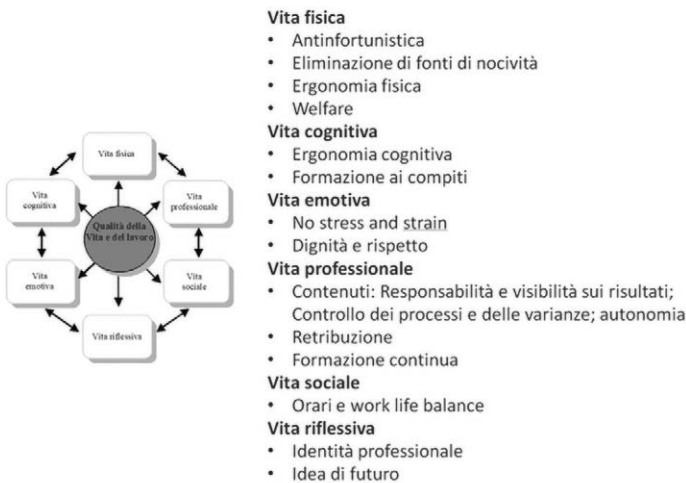 Vita fisica
Vita cognitiva
Vita professionale
Qualità della
Vita e del lavoro
Vita emotiva
Vita sociale
Vita riflessiva
Vita fisica
• Antinfortunistica
• Eliminazione di fonti di nocività
• Ergonomia fisica
• Welfare
Vita cognitiva
• Ergonomia cognitiva
• Formazione ai compiti
Vita emotiva
• No stress and strain
• Dignità e rispetto
Vita professionale
• Contenuti: Responsabilità e visibilità sui risultati;
Controllo dei processi e delle varianze; autonomia
• Retribuzione
• Formazione continua
Vita sociale
• Orari e work life balance
Vita riflessiva
• Identità professionale
• Idea di futuro